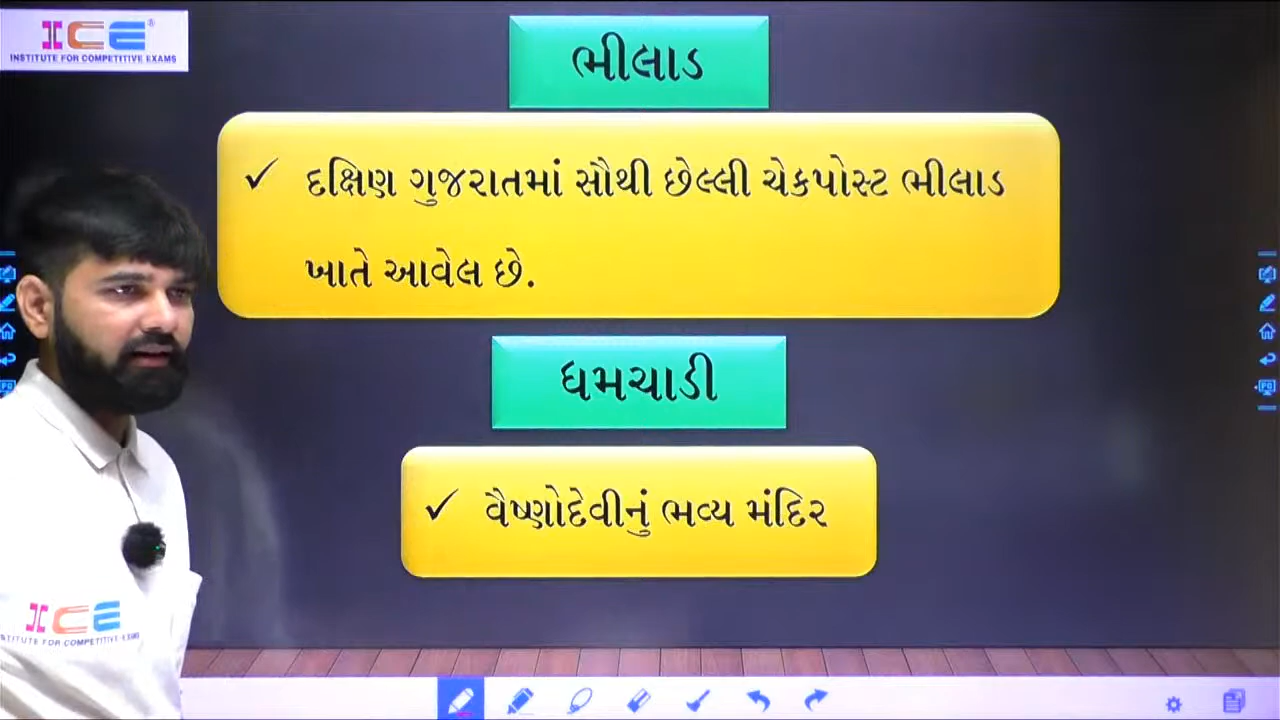 ICE®
INSTITUTE FOR COMPETITIVE EXAMS
ભીલાડ
✓ દક્ષિણ ગુજરાતમાં સૌથી છેલ્લી ચેકપોસ્ટ ભીલાડ
ખાતે આવેલ છે.
ધમચાડી
✓ વૈષ્ણોદેવીનું ભવ્ય મંદિર
ICE
INSTITUTE FOR COMPETITIVE EXAMS